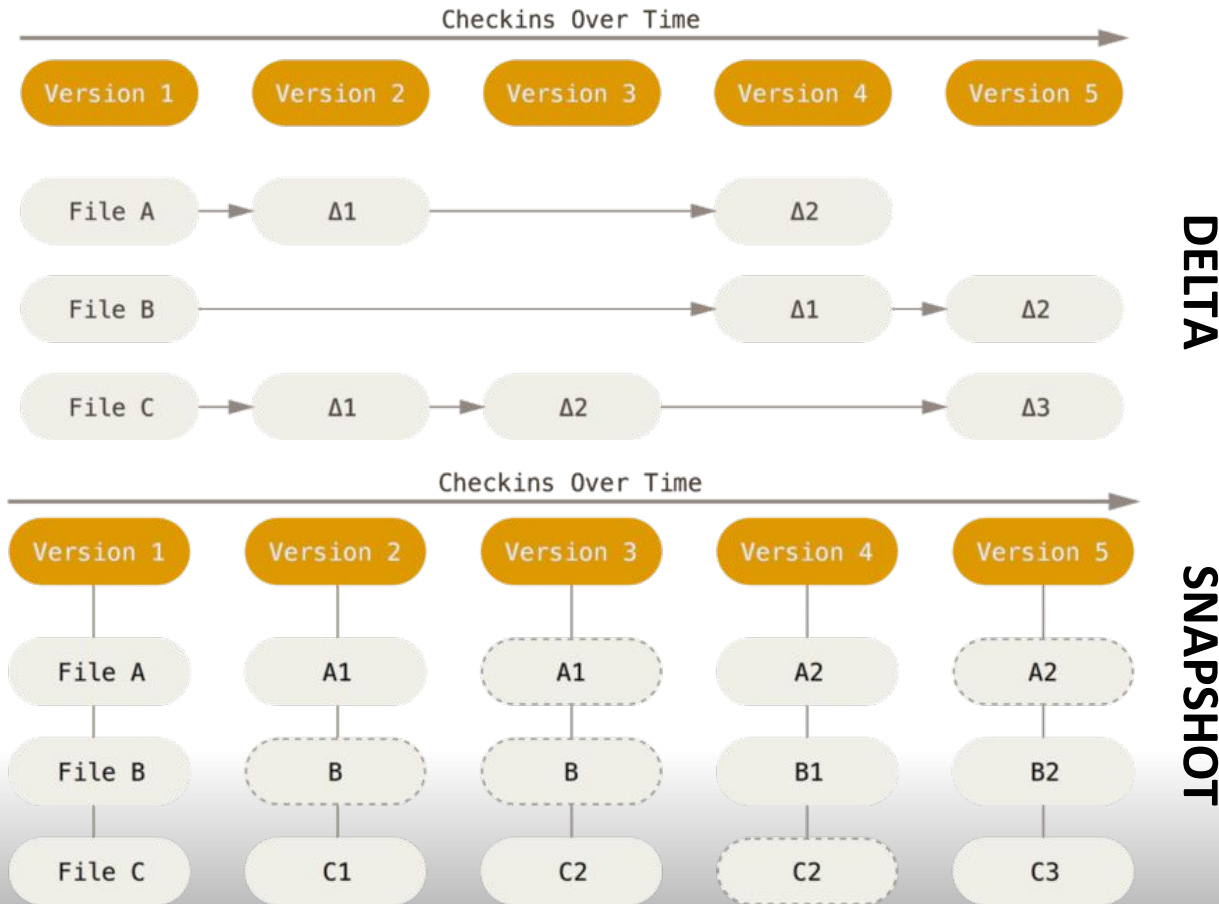 Checkins Over Time
Version 1 Version 2 Version 3 Version 4 Version 5
File A Δ1 Δ2
File B Δ1 Δ2
File C Δ1 Δ2 Δ3
DELTA
Checkins Over Time
Version 1 Version 2 Version 3 Version 4 Version 5
File A A1 A1 A2 A2
File B B B B1 B2
File C C1 C2 C2 C3
SNAPSHOT